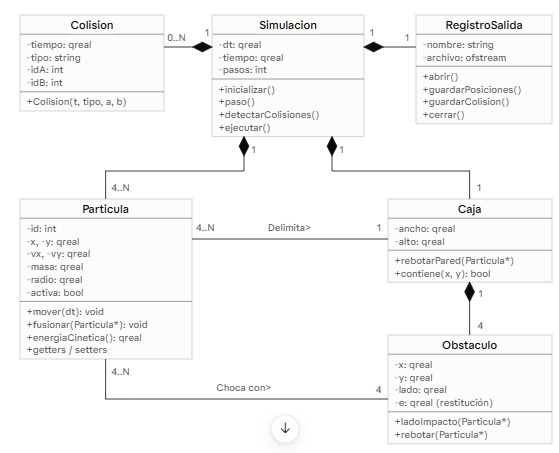 Colision
-tiempo: qreal
-tipo: string
-idA: int
-idB: int
+Colision(t, tipo, a, b)
0..N
1
Simulacion
-dt: qreal
-tiempo: qreal
-pasos: int
+inicializar()
+paso()
+detectarColisiones()
+ejecutar()
1
1
RegistroSalida
-nombre: string
-archivo: ofstream
+abrir()
+guardarPosiciones()
+guardarColision()
+cerrar()
1
1
4..N
1
Particula
-id: int
-x, -y: qreal
-vx, -vy: qreal
-masa: qreal
-radio: qreal
-activa: bool
+mover(dt): void
+fusionar(Particula*): void
+energiaCinetica(): qreal
+getters / setters
4..N
Delimita>
1
Caja
-ancho: qreal
-alto: qreal
+rebotarPared(Particula*)
+contiene(x, y): bool
1
4
4..N
Choca con>
4
Obstaculo
-x: qreal
-y: qreal
-lado: qreal
-e: qreal (restitución)
+ladoImpacto(Particula*)
+rebotar(Particula*)